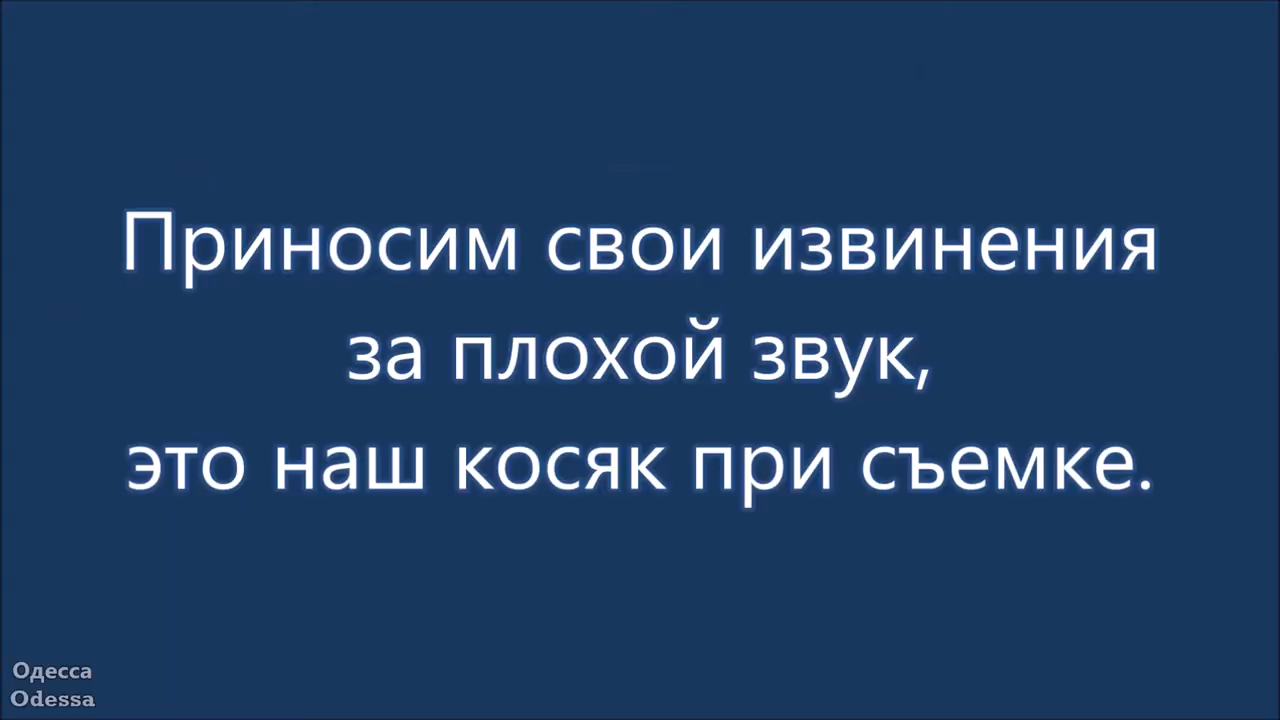 Приносим свои извинения
за плохой звук,
это наш косяк при съемке.
Одесса
Odessa